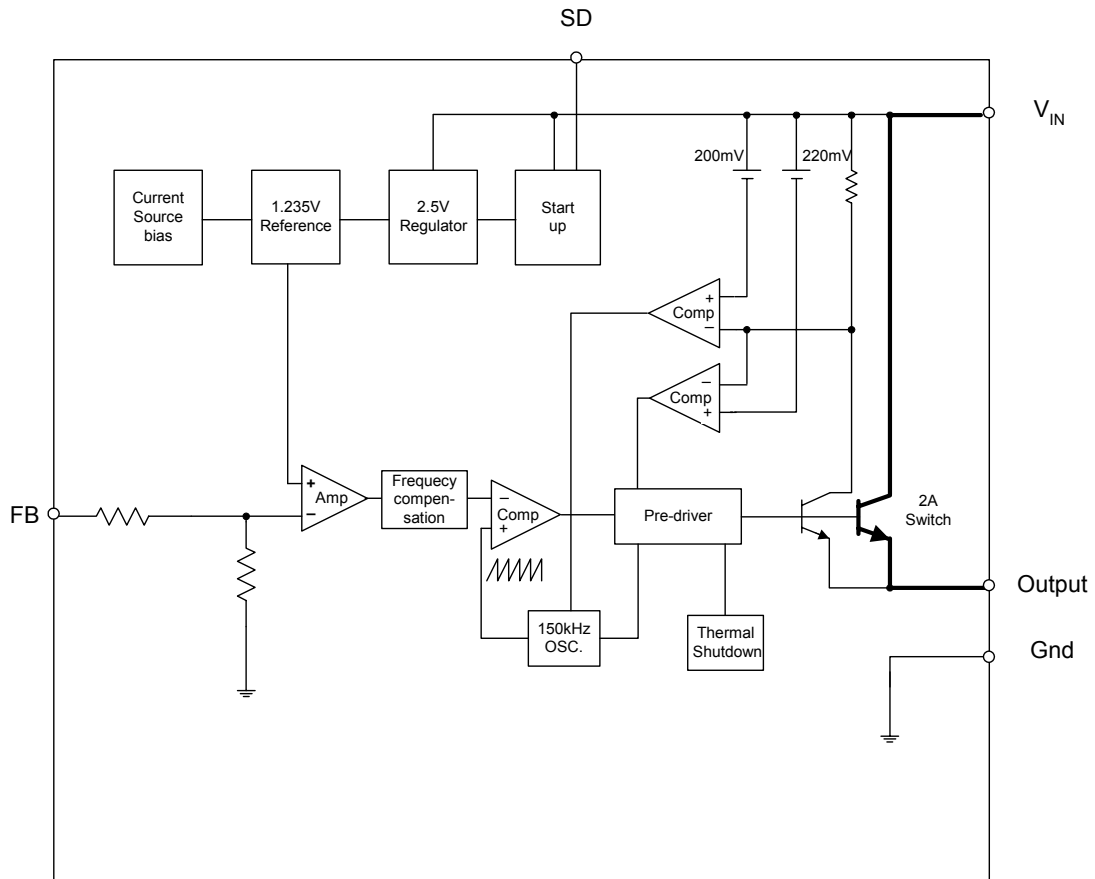 SD
V_IN
200mV
220mV
Current
Source
bias
1.235V
Reference
2.5V
Regulator
Start
up
+
Comp
−
−
Comp
+
FB
+
Amp
−
Frequecy
compen-
sation
−
Comp
+
Pre-driver
2A
Switch
150kHz
OSC.
Thermal
Shutdown
Output
Gnd